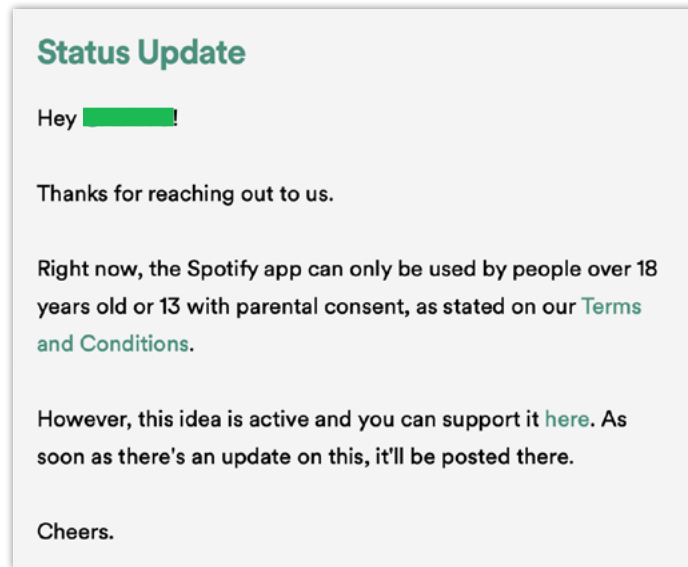 Status Update
Hey !
Thanks for reaching out to us.
Right now, the Spotify app can only be used by people over 18
years old or 13 with parental consent, as stated on our Terms
and Conditions.
However, this idea is active and you can support it here. As
soon as there's an update on this, it'll be posted there.
Cheers.